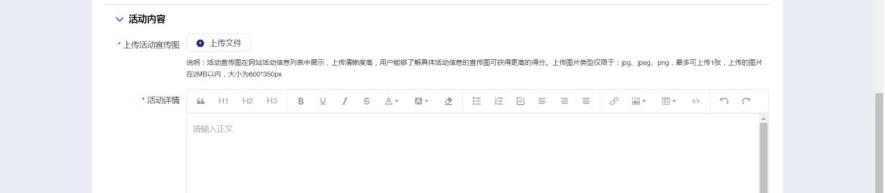 活动内容
* 上传活动宣传图
上传文件
说明：活动宣传图在网站活动信息列表中展示，上传清晰度高，用户能够了解具体活动信息的宣传图可获得更高的得分。上传图片类型仅限于：jpg、jpeg、png，最多可上传1张，上传的图片
在2MB以内，大小为600*350px
* 活动详情
H1 H2 H3 B U I S A
请输入正文